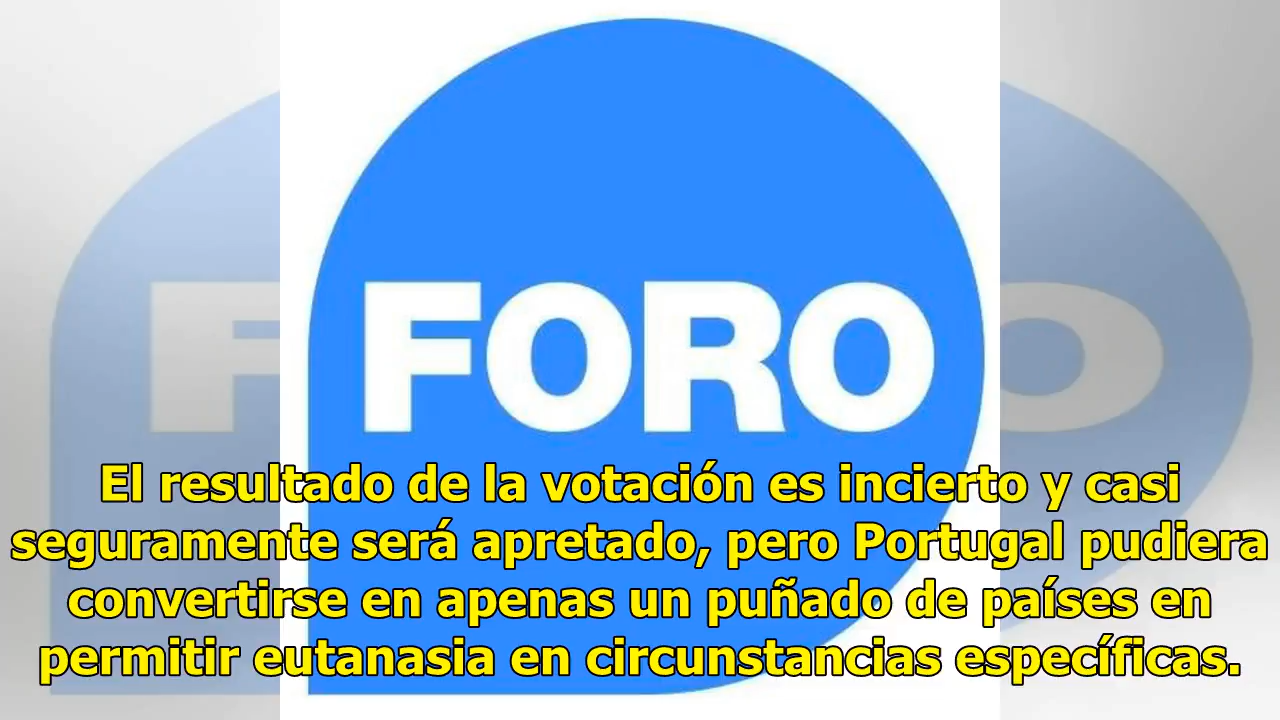 FORO
El resultado de la votación es incierto y casi
seguramente será apretado, pero Portugal pudiera
convertirse en apenas un puñado de países en
permitir eutanasia en circunstancias específicas.